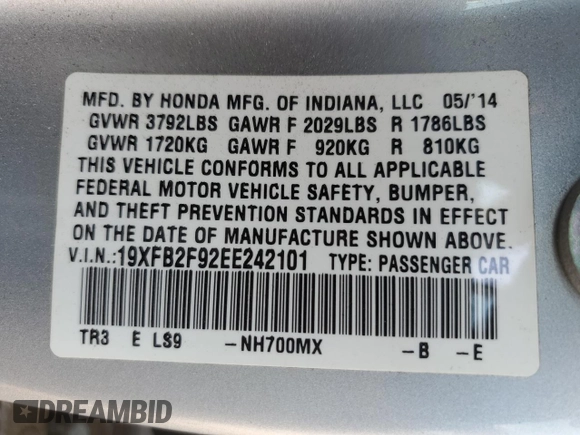 MFD. BY HONDA MFG. OF INDIANA, LLC 05/'14
GVWR 3792LBS GAWR F 2029LBS R 1786LBS
GVWR 1720KG GAWR F 920KG R 810KG
THIS VEHICLE CONFORMS TO ALL APPLICABLE
FEDERAL MOTOR VEHICLE SAFETY, BUMPER,
AND THEFT PREVENTION STANDARDS IN EFFECT
ON THE DATE OF MANUFACTURE SHOWN ABOVE.
V.I.N.:19XFB2F92EE242101 TYPE: PASSENGER CAR
TR3 E LS9 -NH700MX -B -E
DREAMBID